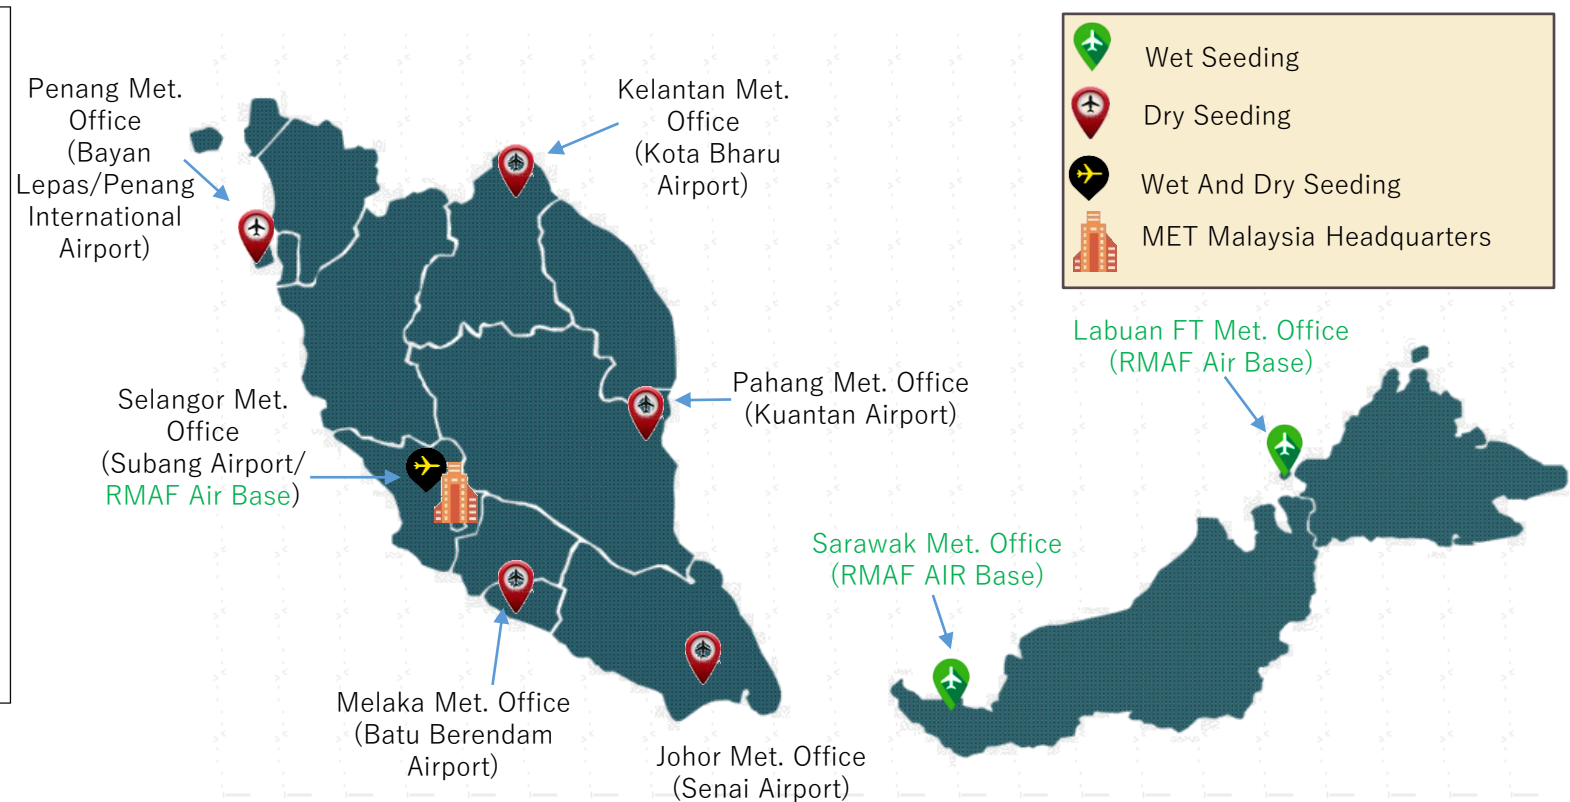 Penang Met.
Office
(Bayan
Lepas/Penang
International
Airport)
Kelantan Met.
Office
(Kota Bharu
Airport)
Wet Seeding
Dry Seeding
Wet And Dry Seeding
MET Malaysia Headquarters
Labuan FT Met. Office
(RMAF Air Base)
Pahang Met. Office
(Kuantan Airport)
Selangor Met.
Office
(Subang Airport/
RMAF Air Base)
Sarawak Met. Office
(RMAF AIR Base)
Melaka Met. Office
(Batu Berendam
Airport)
Johor Met. Office
(Senai Airport)